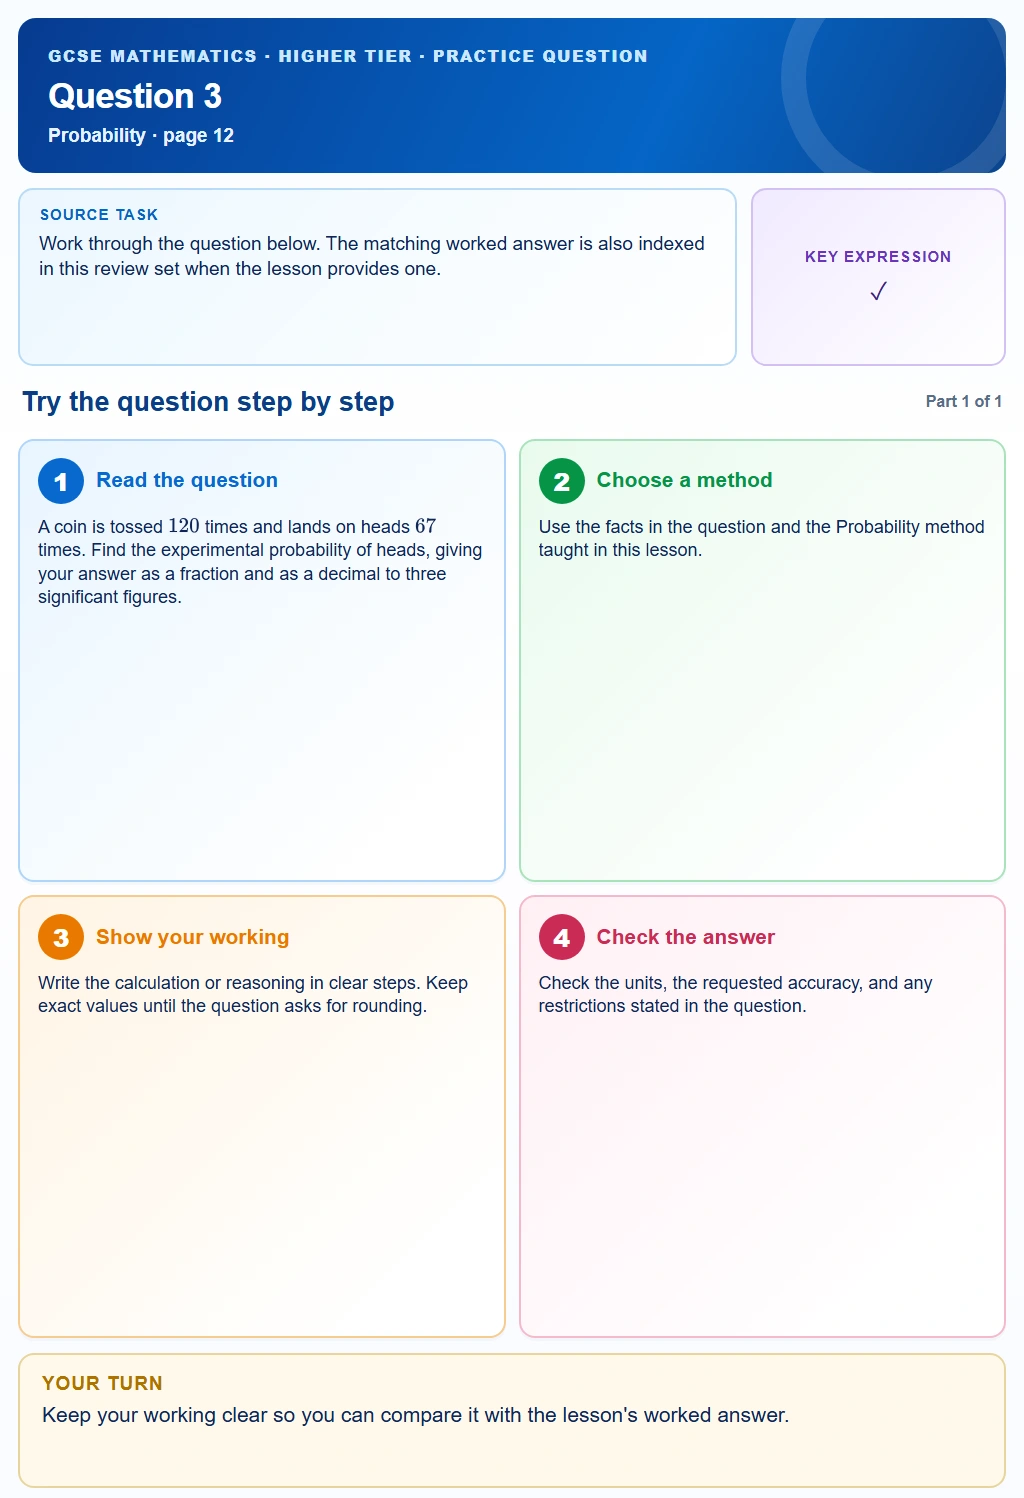 GCSE MATHEMATICS · HIGHER TIER · PRACTICE QUESTION
Question 3
Probability · page 12
SOURCE TASK
Work through the question below. The matching worked answer is also indexed
in this review set when the lesson provides one.
KEY EXPRESSION
✓
Try the question step by step
Part 1 of 1
1 Read the question
A coin is tossed 120 times and lands on heads 67
times. Find the experimental probability of heads, giving
your answer as a fraction and as a decimal to three
significant figures.
2 Choose a method
Use the facts in the question and the Probability method
taught in this lesson.
3 Show your working
Write the calculation or reasoning in clear steps. Keep
exact values until the question asks for rounding.
4 Check the answer
Check the units, the requested accuracy, and any
restrictions stated in the question.
YOUR TURN
Keep your working clear so you can compare it with the lesson's worked answer.